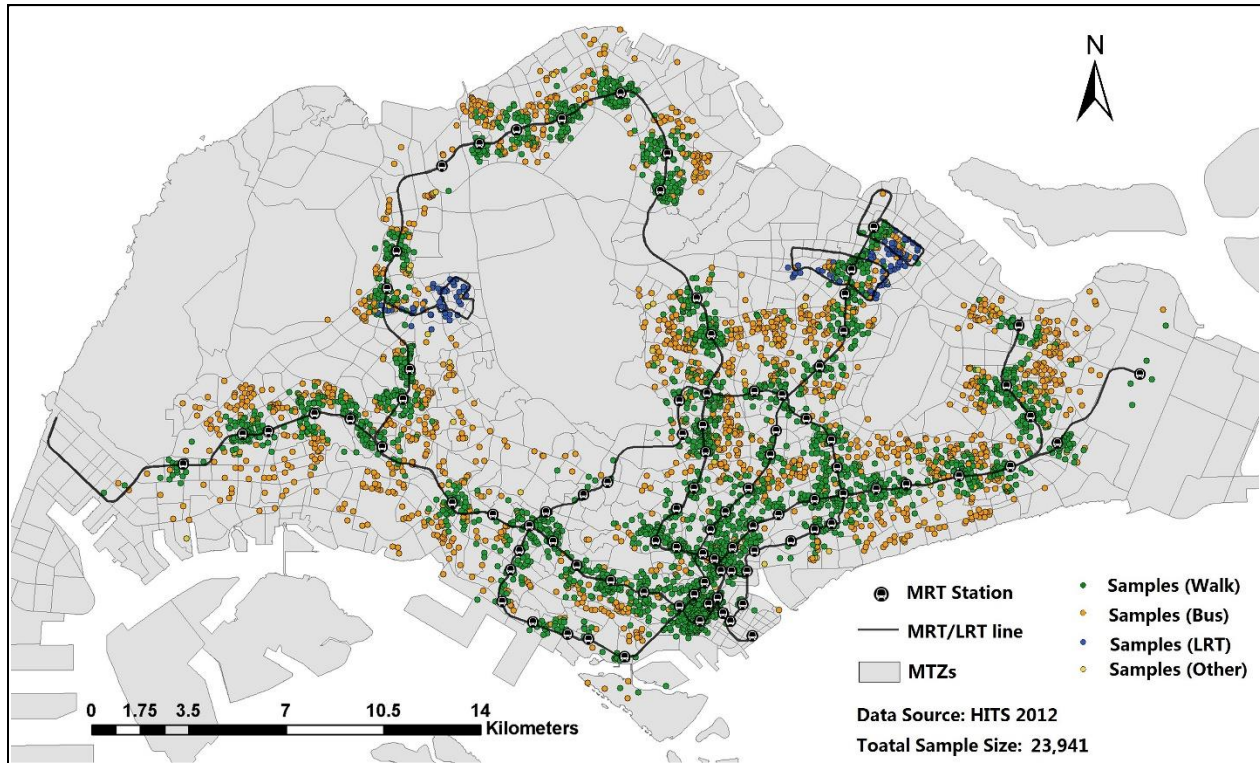 N
MRT Station
MRT/LRT line
MTZs
Samples (Walk)
Samples (Bus)
Samples (LRT)
Samples (Other)
Data Source: HITS 2012
Toatal Sample Size: 23,941
0 1.75 3.5 7 10.5 14
Kilometers